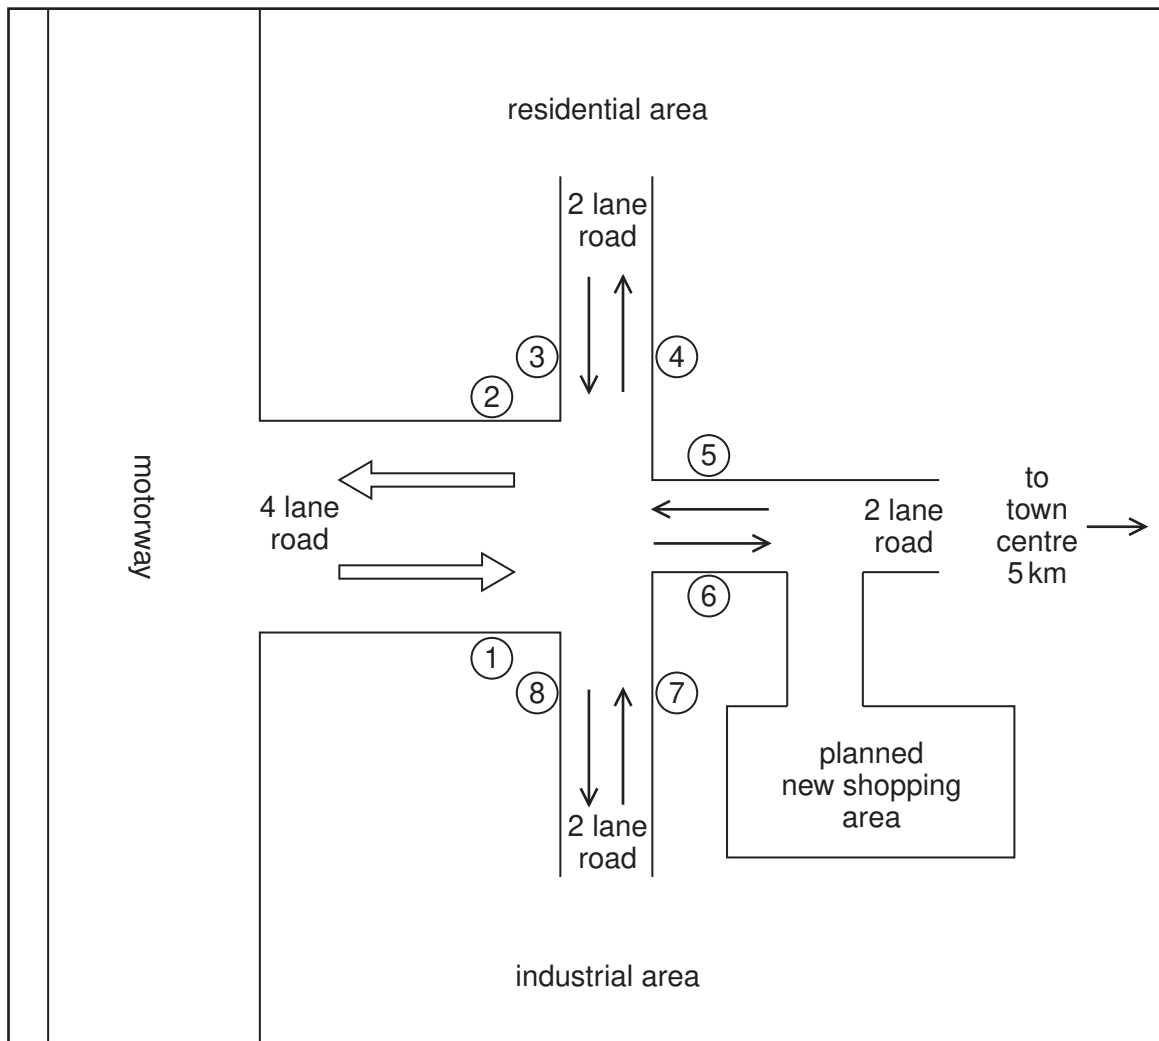 residential area
2 lane
road
3
4
2
5
motorway
4 lane
road
2 lane
road
to
town
centre
5 km
6
1
8
7
planned
new shopping
area
2 lane
road
industrial area